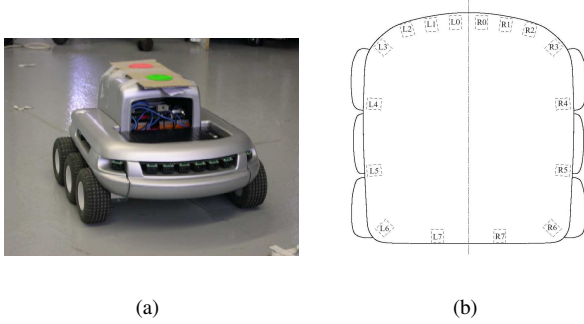 L2 L1 L0 R0 R1 R2
L3 R3
L4 R4
L5 R5
L6 R6
L7 R7
(a) (b)